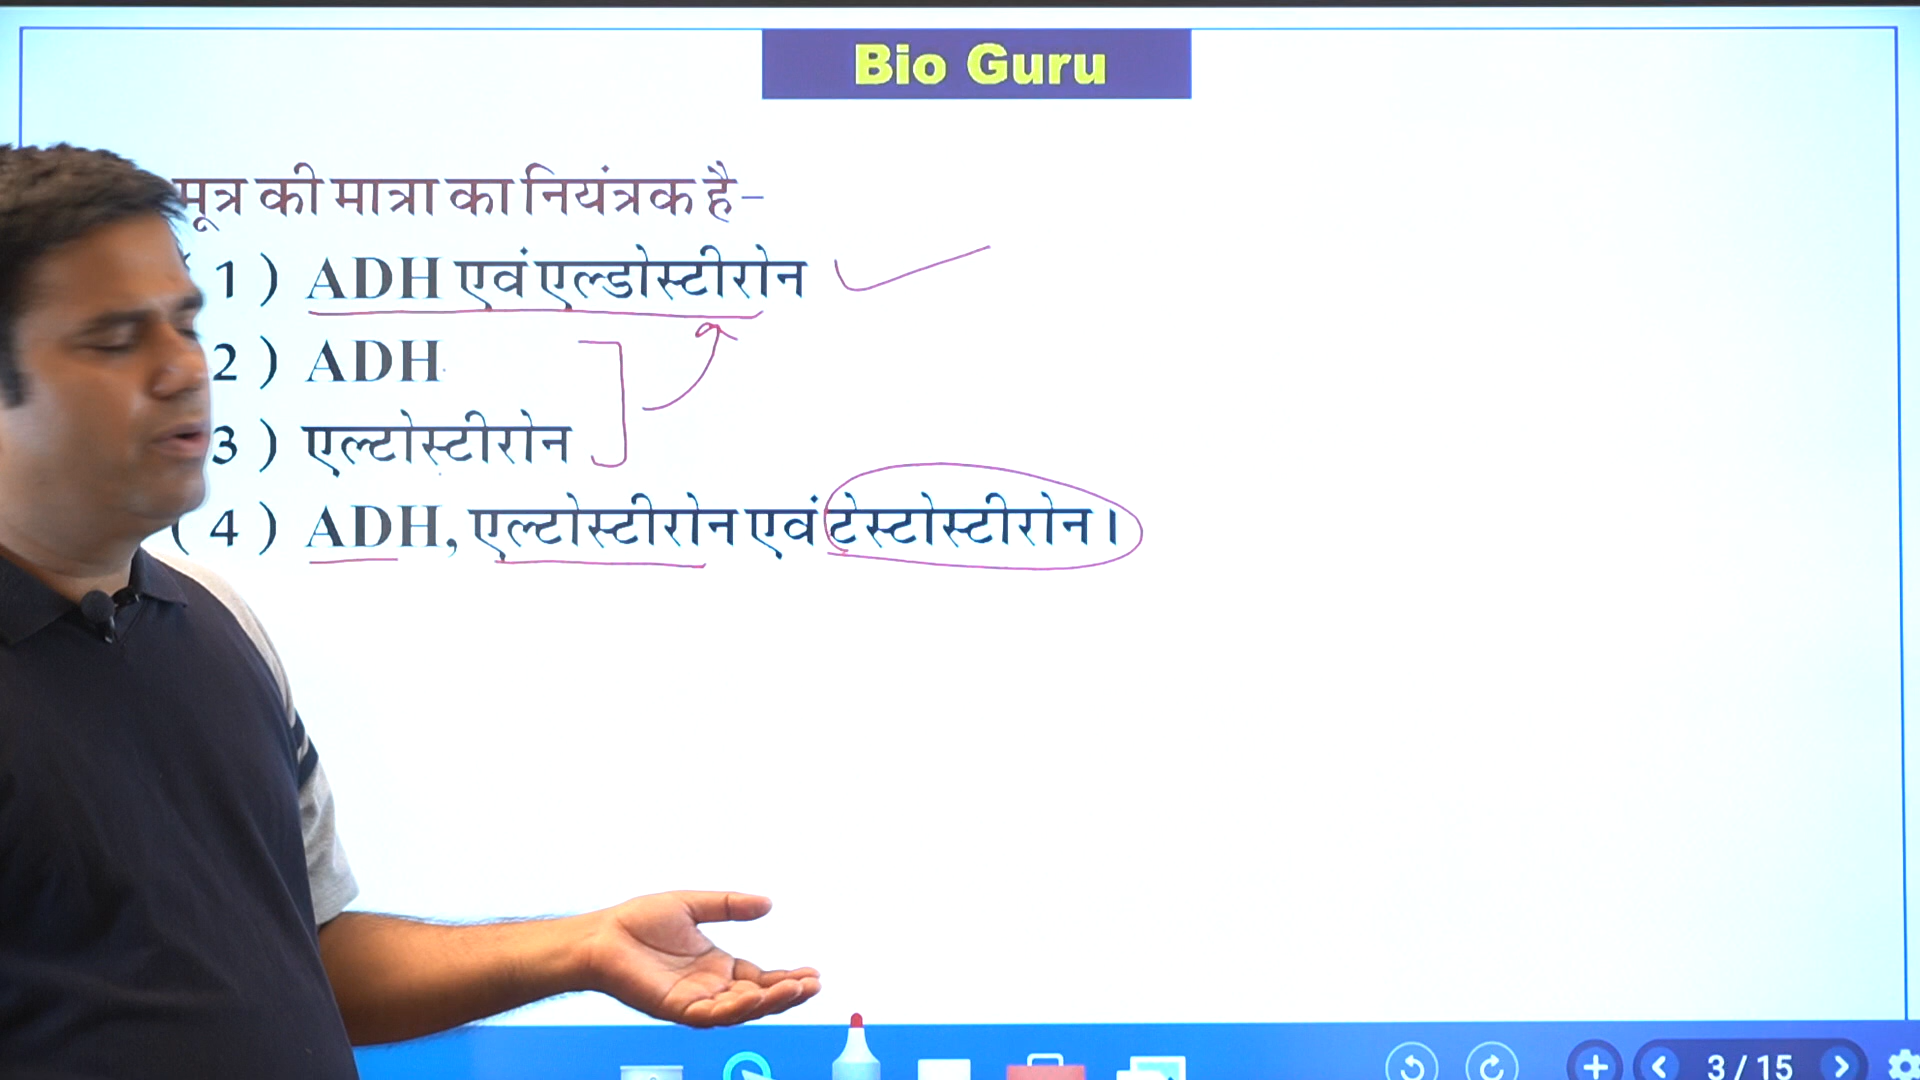 Bio Guru
मूत्र की मात्रा का नियंत्रक है-
( 1 ) ADH एवं एल्डोस्टीरोन
2 ) ADH
3 ) एल्टोस्टीरोन
( 4 ) ADH, एल्टोस्टीरोन एवं टेस्टोस्टीरोन।
3 / 15